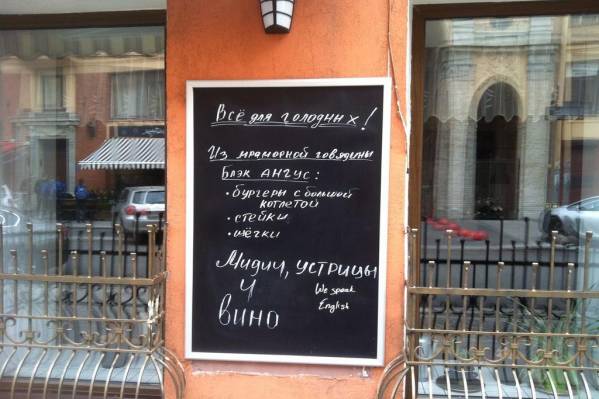 Всё для голодных!
Из мраморной говядины
Блэк АНГУС:
• бургеры с большой
котлетой
• стейки
• щёчки
Мидии, устрицы
и
вино
We speak
English